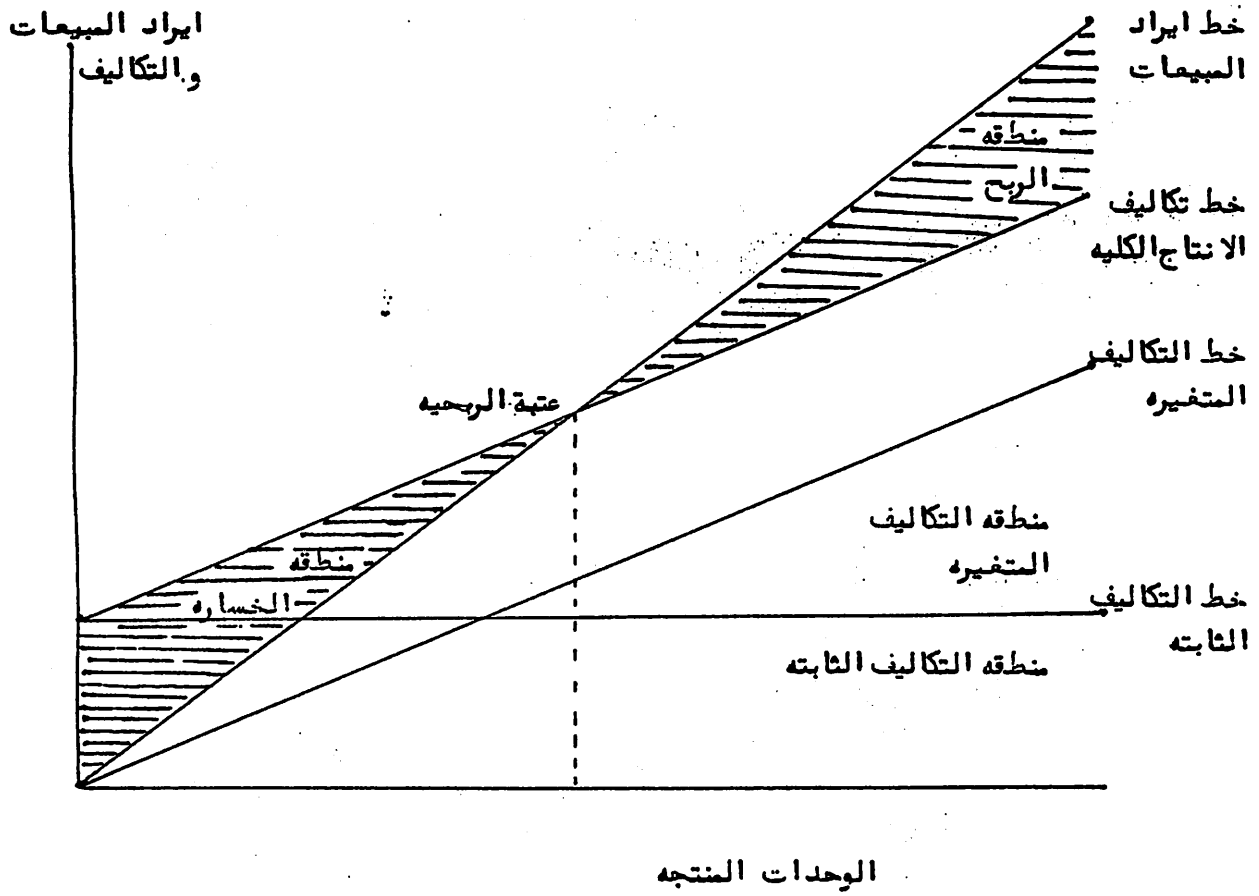 ايراد المبيعات
والتكاليف
خط ايراد
المبيعات
منطقه
الربح
خط تكاليف
الانتاج الكليه
خط التكاليف
المتغيره
عتبة الربحيه
منطقه التكاليف
المتغيره
منطقه
الخساره
خط التكاليف
الثابته
منطقه التكاليف الثابته
الوحدات المنتجه